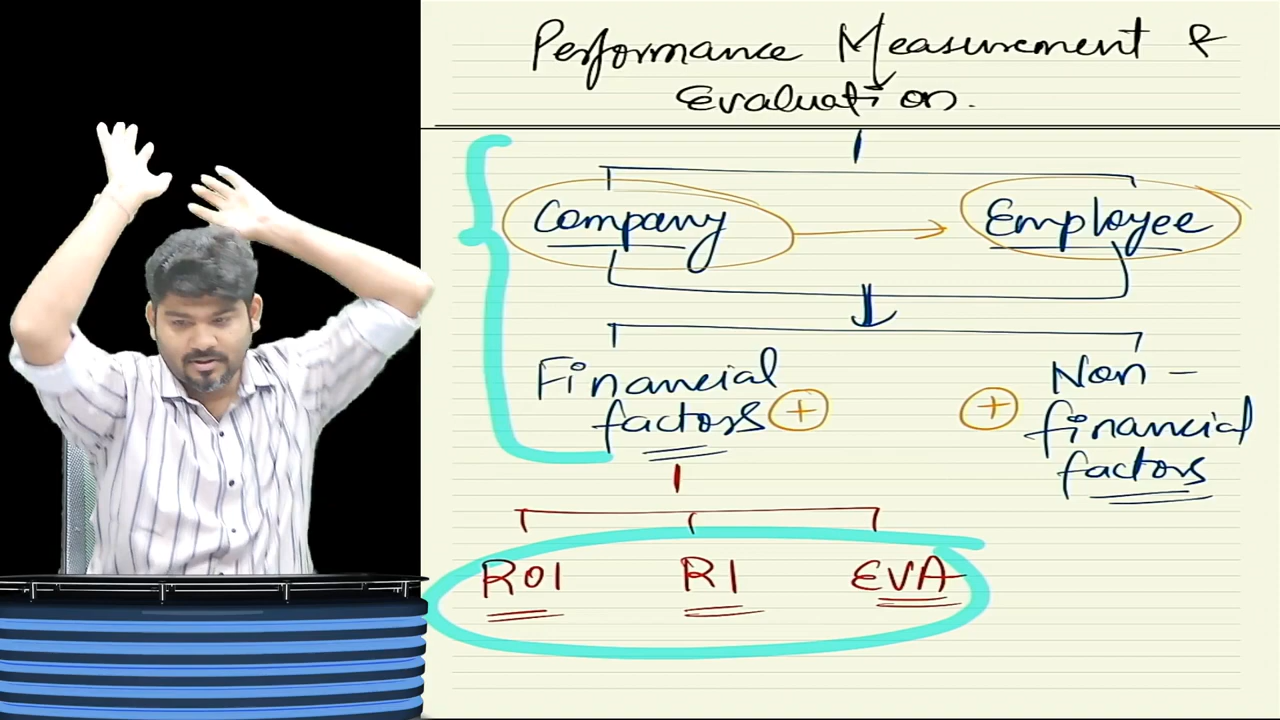 Performance Measurement &
Evaluation.
Company
Employee
Financial
factors +
+ Non-
financial
factors
ROI RI EVA